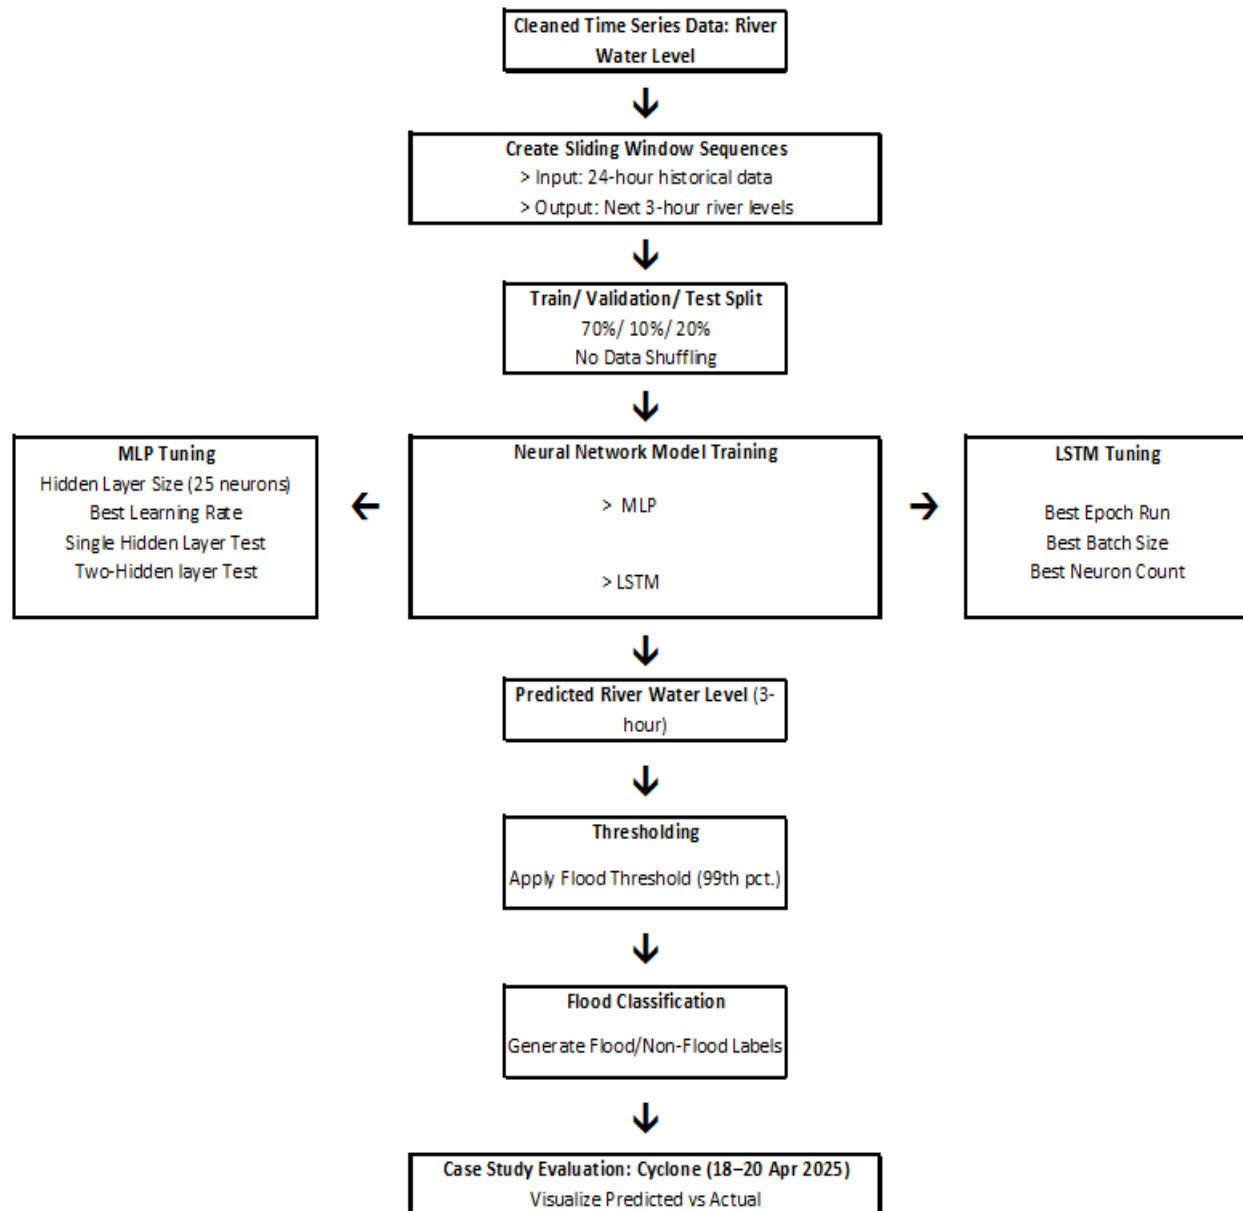 Cleaned Time Series Data: River
Water Level
Create Sliding Window Sequences
> Input: 24-hour historical data
> Output: Next 3-hour river levels
Train/ Validation/ Test Split
70%/ 10%/ 20%
No Data Shuffling
MLP Tuning
Hidden Layer Size (25 neurons)
Best Learning Rate
Single Hidden Layer Test
Two-Hidden layer Test
Neural Network Model Training
> MLP
> LSTM
LSTM Tuning
Best Epoch Run
Best Batch Size
Best Neuron Count
Predicted River Water Level (3-
hour)
Thresholding
Apply Flood Threshold (99th pct.)
Flood Classification
Generate Flood/Non-Flood Labels
Case Study Evaluation: Cyclone (18–20 Apr 2025)
Visualize Predicted vs Actual